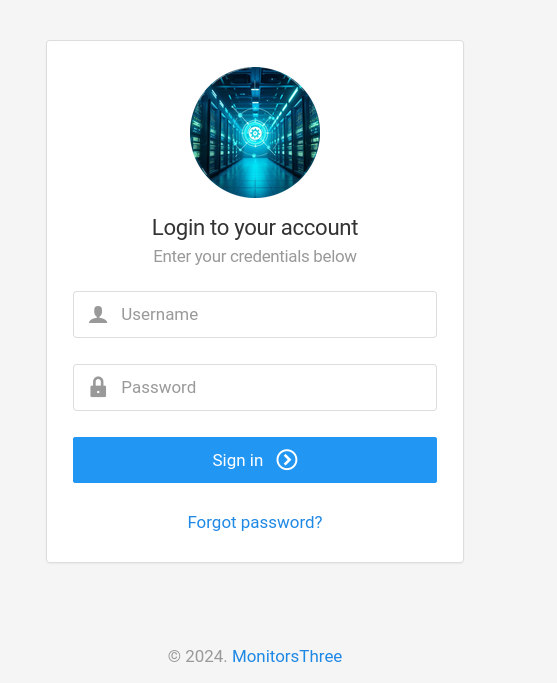 Login to your account
Enter your credentials below
Username
Password
Sign in
Forgot password?
© 2024. MonitorsThree